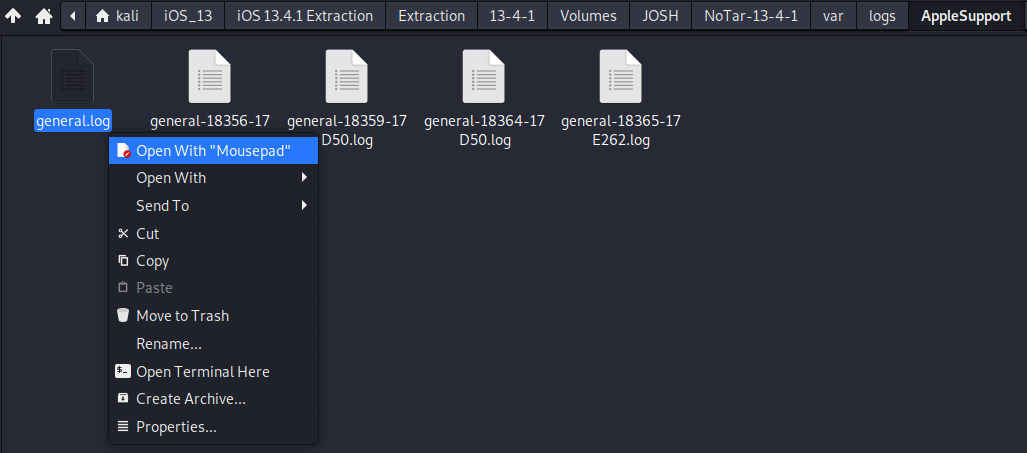 kali iOS_13 iOS 13.4.1 Extraction Extraction 13-4-1 Volumes JOSH NoTar-13-4-1 var logs AppleSupport
general.log general-18356-17 general-18359-17 general-18364-17 general-18365-17
D50.log D50.log E262.log
Open With "Mousepad"
Open With
Send To
Cut
Copy
Paste
Move to Trash
Rename...
Open Terminal Here
Create Archive...
Properties...